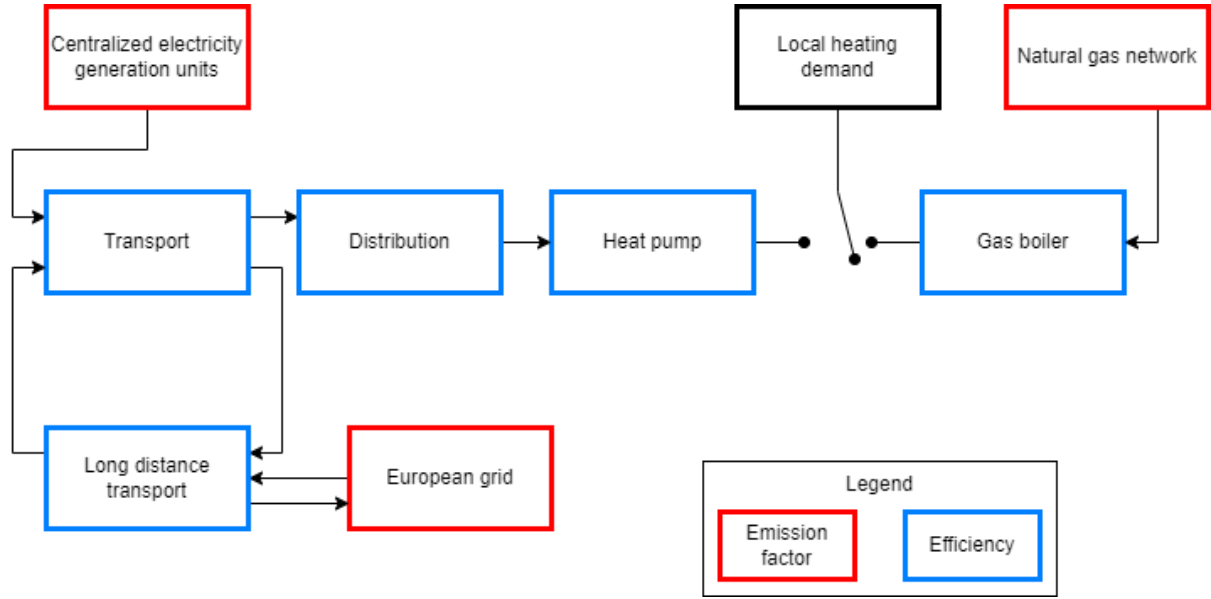 Centralized electricity
generation units
Local heating
demand
Natural gas network
Transport
Distribution
Heat pump
Gas boiler
Long distance
transport
European grid
Legend
Emission
factor
Efficiency